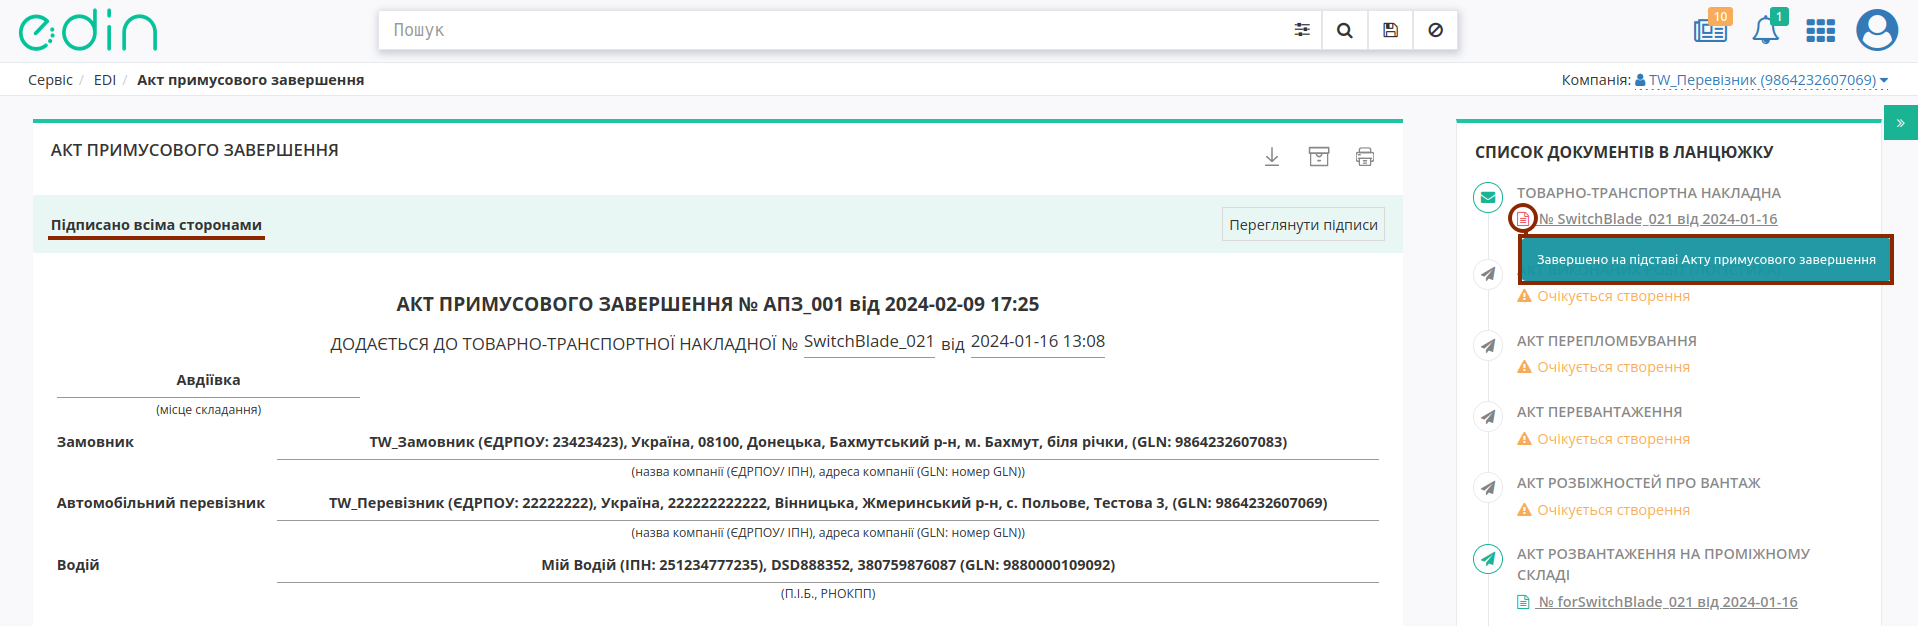 edin
Пошук
10
1
Сервіс / EDI / Акт примусового завершення
Компанія: TW_Перевізник (9864232607069)
АКТ ПРИМУСОВОГО ЗАВЕРШЕННЯ
Підписано всіма сторонами
Переглянути підписи
АКТ ПРИМУСОВОГО ЗАВЕРШЕННЯ № АПЗ_001 від 2024-02-09 17:25
ДОДАЄТЬСЯ ДО ТОВАРНО-ТРАНСПОРТНОЇ НАКЛАДНОЇ № SwitchBlade_021 від 2024-01-16 13:08
Авдіївка
(місце складання)
Замовник TW_Замовник (ЄДРПОУ: 23423423), Україна, 08100, Донецька, Бахмутський р-н, м. Бахмут, біля річки, (GLN: 9864232607083)
(назва компанії (ЄДРПОУ/ ІПН), адреса компанії (GLN: номер GLN))
Автомобільний перевізник TW_Перевізник (ЄДРПОУ: 22222222), Україна, 222222222222, Вінницька, Жмеринський р-н, с. Польове, Тестова 3, (GLN: 9864232607069)
(назва компанії (ЄДРПОУ/ ІПН), адреса компанії (GLN: номер GLN))
Водій Мій Водій (ІПН: 251234777235), DSD888352, 380759876087 (GLN: 9880000109092)
(П.І.Б., РНОКПП)
»
СПИСОК ДОКУМЕНТІВ В ЛАНЦЮЖКУ
ТОВАРНО-ТРАНСПОРТНА НАКЛАДНА
№ SwitchBlade_021 від 2024-01-16
Завершено на підставі Акту примусового завершення
Очікується створення
АКТ ПЕРЕПЛОМБУВАННЯ
Очікується створення
АКТ ПЕРЕВАНТАЖЕННЯ
Очікується створення
АКТ РОЗБІЖНОСТЕЙ ПРО ВАНТАЖ
Очікується створення
АКТ РОЗВАНТАЖЕННЯ НА ПРОМІЖНОМУ
СКЛАДІ
№ forSwitchBlade_021 від 2024-01-16